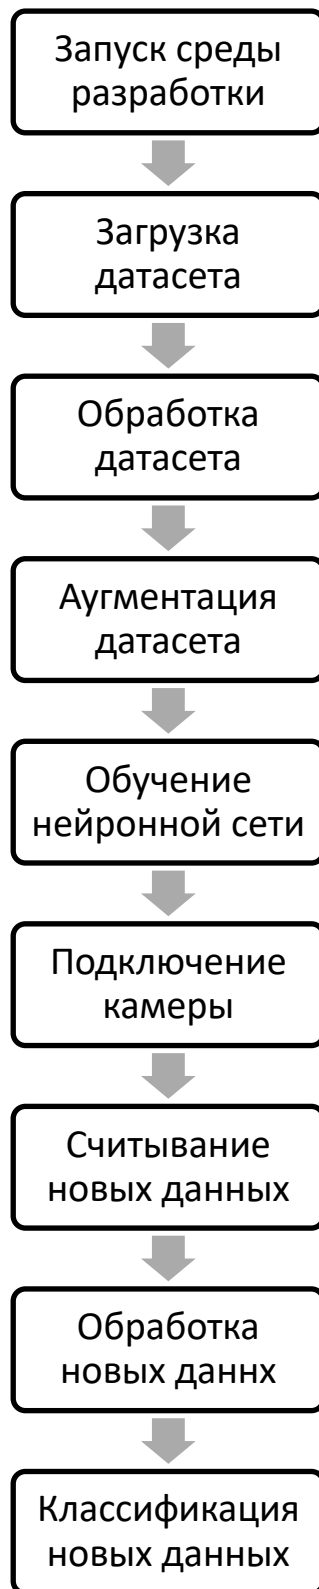 Запуск среды
разработки
Загрузка
датасета
Обработка
датасета
Аугментация
датасета
Обучение
нейронной сети
Подключение
камеры
Считывание
новых данных
Обработка
новых даннх
Классификация
новых данных